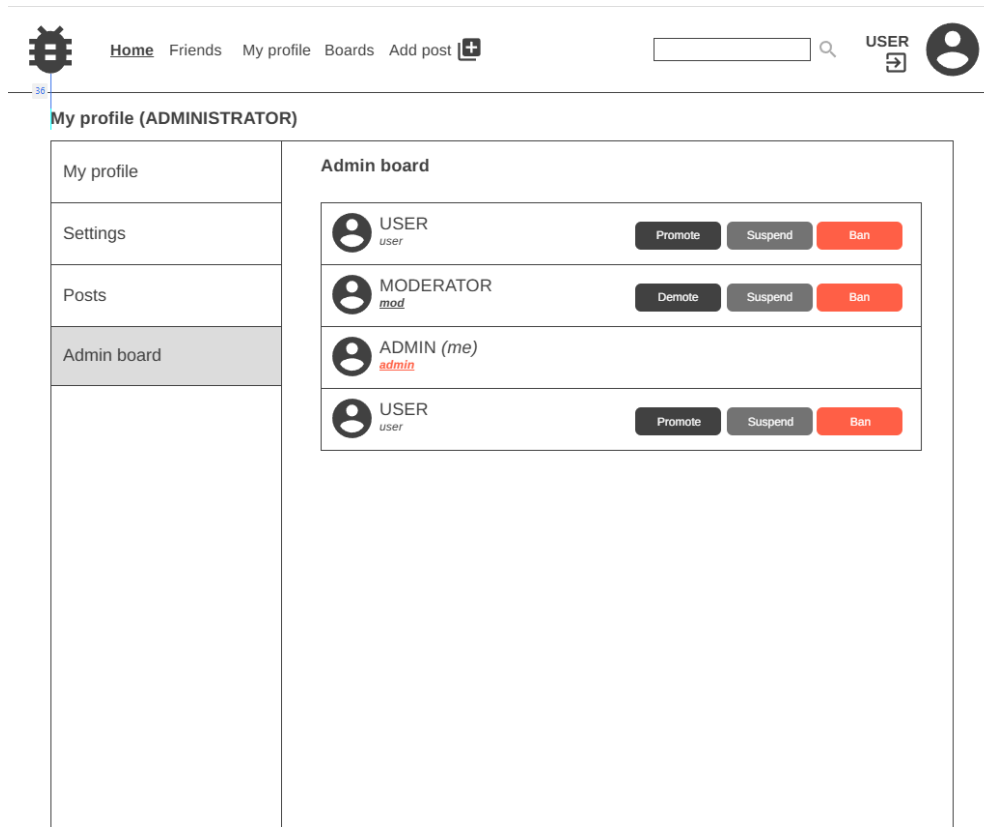 Home Friends My profile Boards Add post
USER
36
My profile (ADMINISTRATOR)
My profile
Settings
Posts
Admin board
Admin board
USER
user
Promote Suspend Ban
MODERATOR
mod
Demote Suspend Ban
ADMIN (me)
admin
USER
user
Promote Suspend Ban